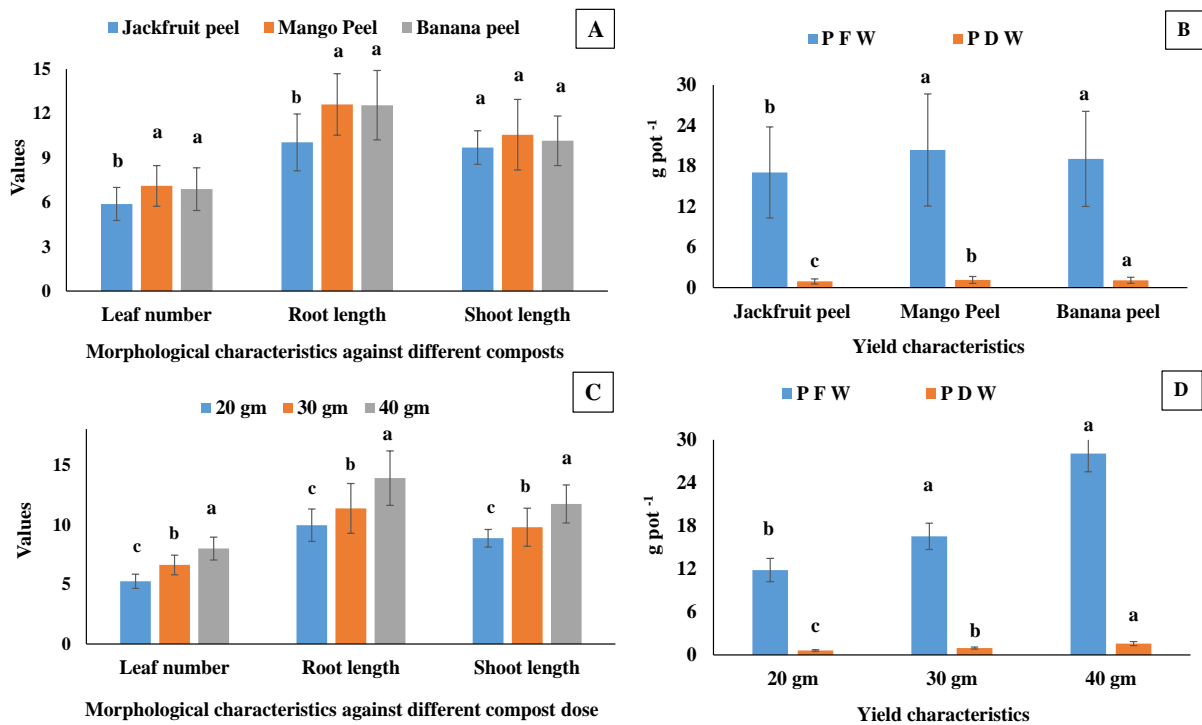 Jackfruit peel Mango Peel Banana peel
A
a a
a a a
a a
b
b
15
12
9
6
3
0
Values
Leaf number Root length Shoot length
Morphological characteristics against different composts
P F W P D W
B
a
a
b
c b a
30
24
18
12
6
0
g pot -1
Jackfruit peel Mango Peel Banana peel
Yield characteristics
20 gm 30 gm 40 gm
C
a
a
b
c
b
c
a
b
c
15
10
5
0
Values
Leaf number Root length Shoot length
Morphological characteristics against different compost dose
P F W P D W
D
a
a
b
c b a
30
24
18
12
6
0
g pot -1
20 gm 30 gm 40 gm
Yield characteristics